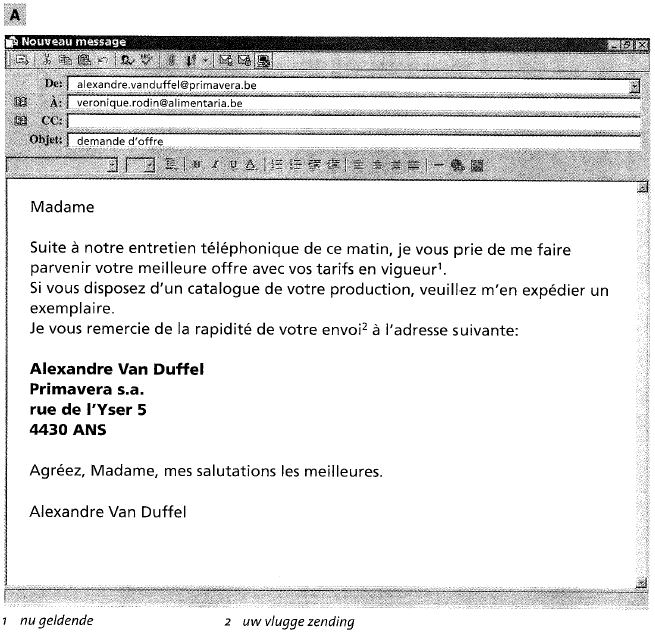 A
Nouveau message
De: alexandre.vanduffel@primavera.be
À: veronique.rodin@alimentaria.be
CC:
Objet: demande d'offre
Madame
Suite à notre entretien téléphonique de ce matin, je vous prie de me faire
parvenir votre meilleure offre avec vos tarifs en vigueur¹.
Si vous disposez d'un catalogue de votre production, veuillez m'en expédier un
exemplaire.
Je vous remercie de la rapidité de votre envoi² à l'adresse suivante:
Alexandre Van Duffel
Primavera s.a.
rue de l'Yser 5
4430 ANS
Agréez, Madame, mes salutations les meilleures.
Alexandre Van Duffel
1 nu geldende 2 uw vlugge zending